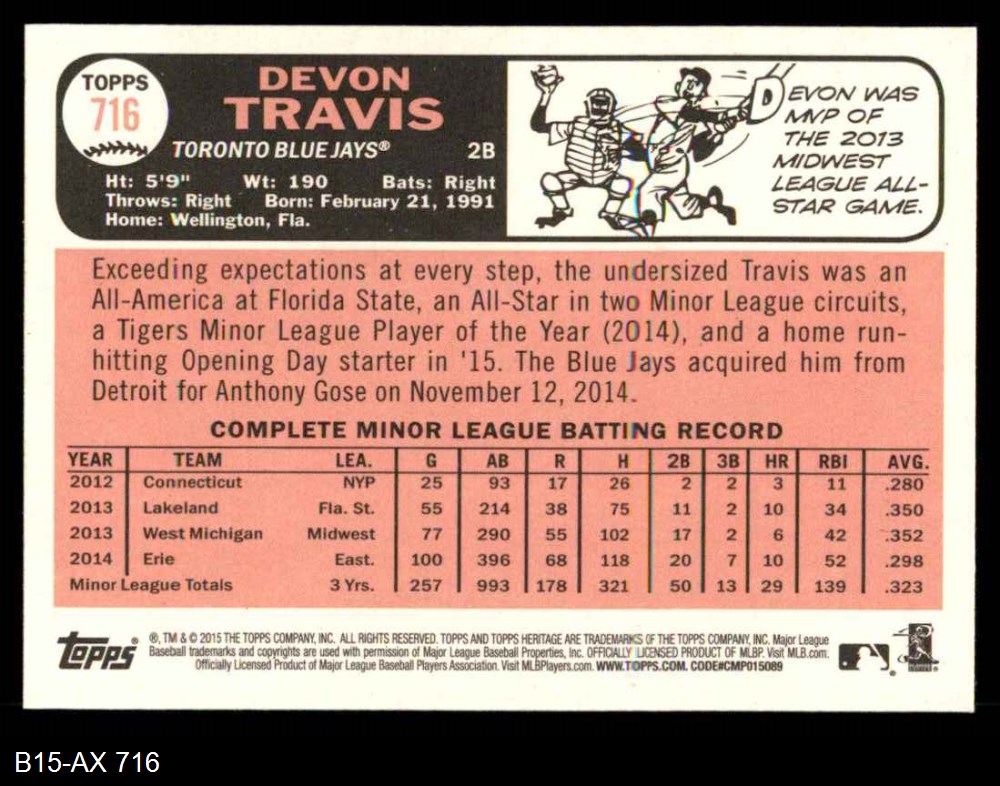 TOPPS
716
DEVON
TRAVIS
TORONTO BLUE JAYS® 2B
Ht: 5'9" Wt: 190 Bats: Right
Throws: Right Born: February 21, 1991
Home: Wellington, Fla.
DEVON WAS
MVP OF
THE 2013
MIDWEST
LEAGUE ALL-
STAR GAME.
Exceeding expectations at every step, the undersized Travis was an
All-America at Florida State, an All-Star in two Minor League circuits,
a Tigers Minor League Player of the Year (2014), and a home run-
hitting Opening Day starter in '15. The Blue Jays acquired him from
Detroit for Anthony Gose on November 12, 2014.
COMPLETE MINOR LEAGUE BATTING RECORD
YEAR TEAM LEA. G AB R H 2B 3B HR RBI AVG.
2012 Connecticut NYP 25 93 17 26 2 2 3 11 .280
2013 Lakeland Fla. St. 55 214 38 75 11 2 10 34 .350
2013 West Michigan Midwest 77 290 55 102 17 2 6 42 .352
2014 Erie East. 100 396 68 118 20 7 10 52 .298
Minor League Totals 3 Yrs. 257 993 178 321 50 13 29 139 .323
Topps®
®, TM & © 2015 THE TOPPS COMPANY, INC. ALL RIGHTS RESERVED. TOPPS AND TOPPS HERITAGE ARE TRADEMARKS OF THE TOPPS COMPANY, INC. Major League
Baseball trademarks and copyrights are used with permission of Major League Baseball Properties, Inc. OFFICIALLY LICENSED PRODUCT OF MLBP. Visit MLB.com.
Officially Licensed Product of Major League Baseball Players Association. Visit MLBPlayers.com. WWW.TOPPS.COM. CODE#CMP015089
B15-AX 716